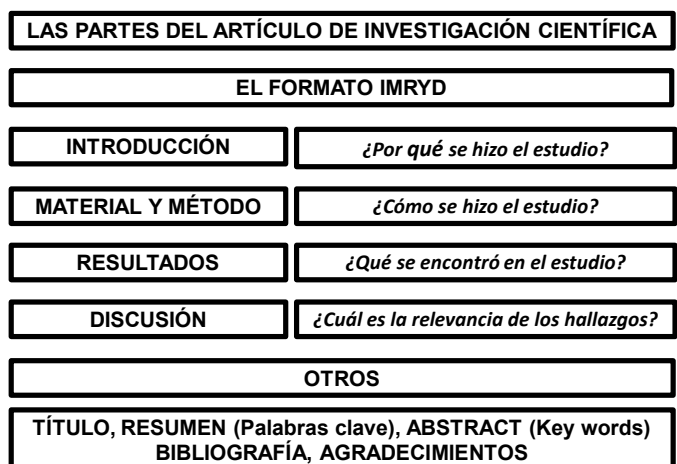 LAS PARTES DEL ARTÍCULO DE INVESTIGACIÓN CIENTÍFICA
EL FORMATO IMRYD
INTRODUCCIÓN
¿Por qué se hizo el estudio?
MATERIAL Y MÉTODO
¿Cómo se hizo el estudio?
RESULTADOS
¿Qué se encontró en el estudio?
DISCUSIÓN
¿Cuál es la relevancia de los hallazgos?
OTROS
TÍTULO, RESUMEN (Palabras clave), ABSTRACT (Key words)
BIBLIOGRAFÍA, AGRADECIMIENTOS